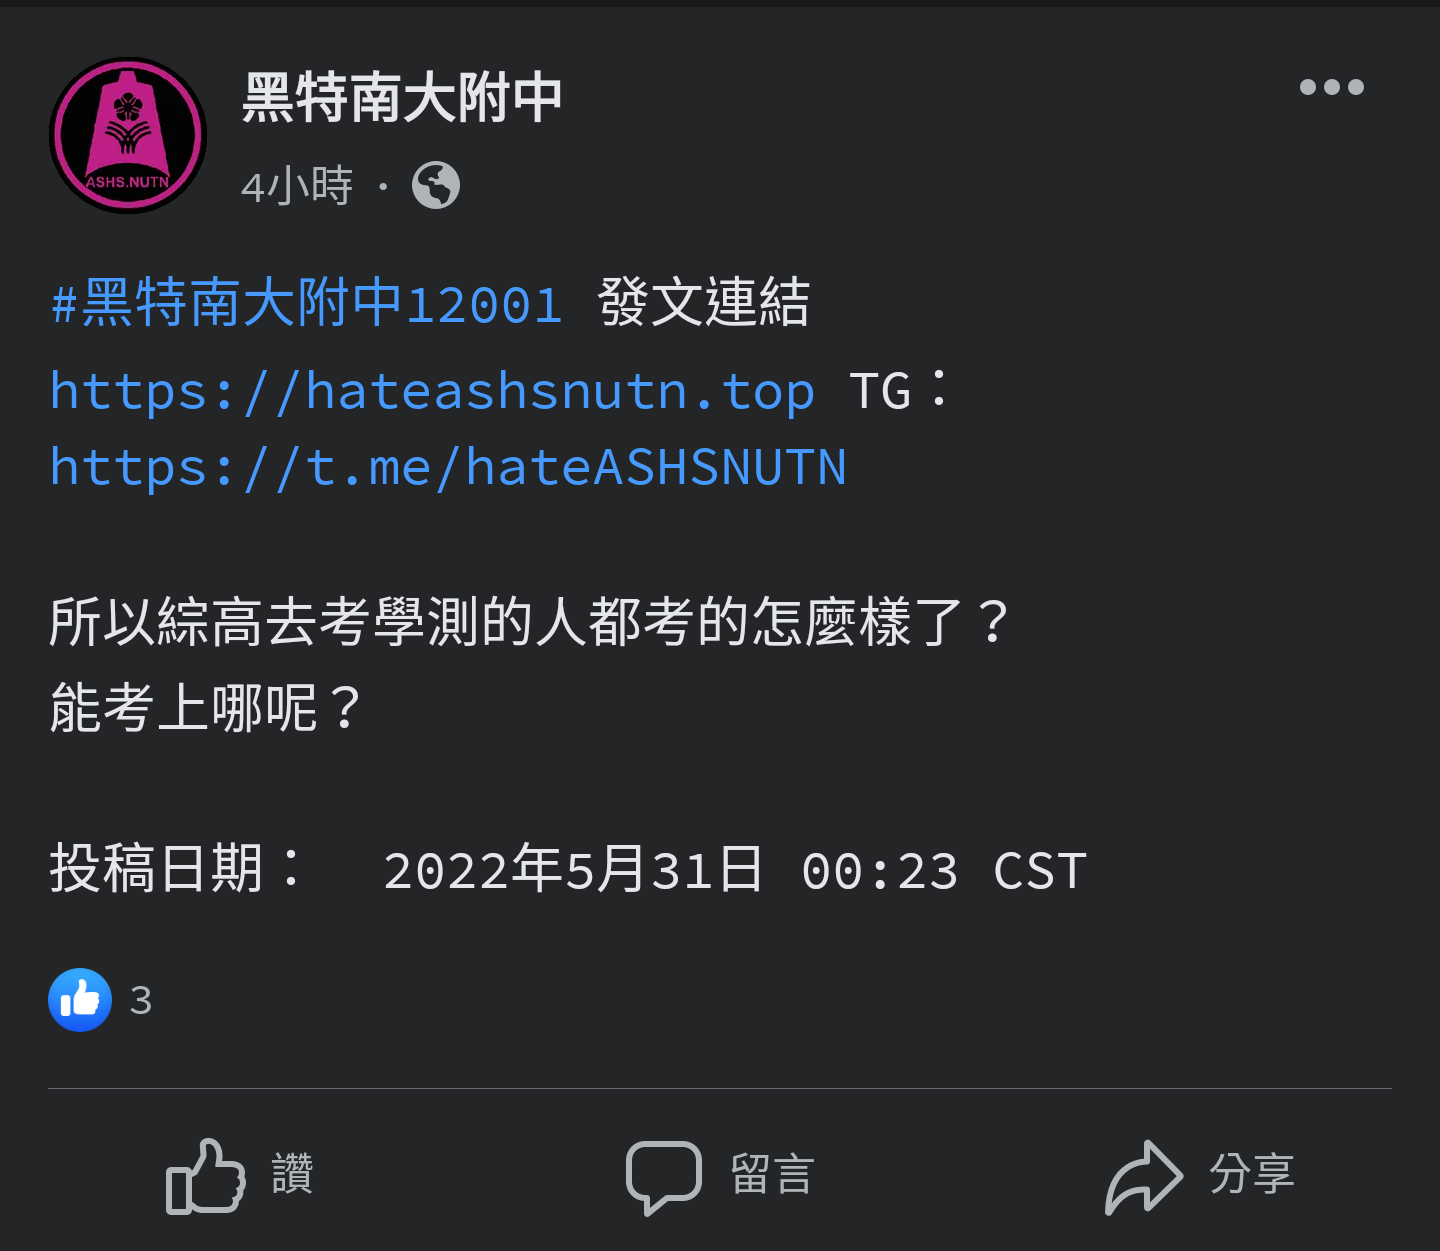 黑特南大附中
ASHS.NUTN
4小時 ·
#黑特南大附中12001 發文連結
https://hateashsnutn.top TG：
https://t.me/hateASHSNUTN
所以綜高去考學測的人都考的怎麼樣了？
能考上哪呢？
投稿日期： 2022年5月31日 00:23 CST
3
讚 留言 分享